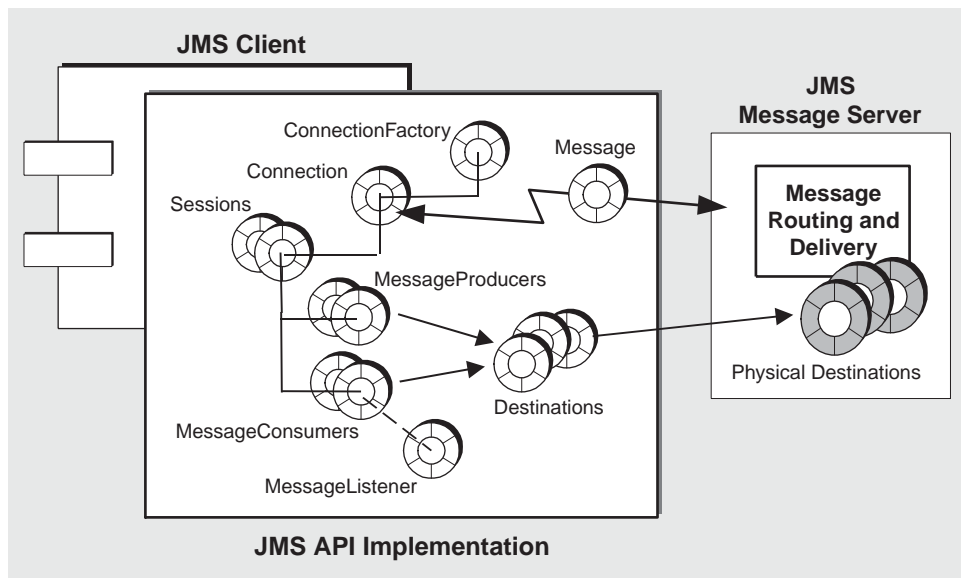 JMS Client
JMS
Message Server
ConnectionFactory
Message
Connection
Sessions
Message
Routing and
Delivery
MessageProducers
Physical Destinations
Destinations
MessageConsumers
MessageListener
JMS API Implementation